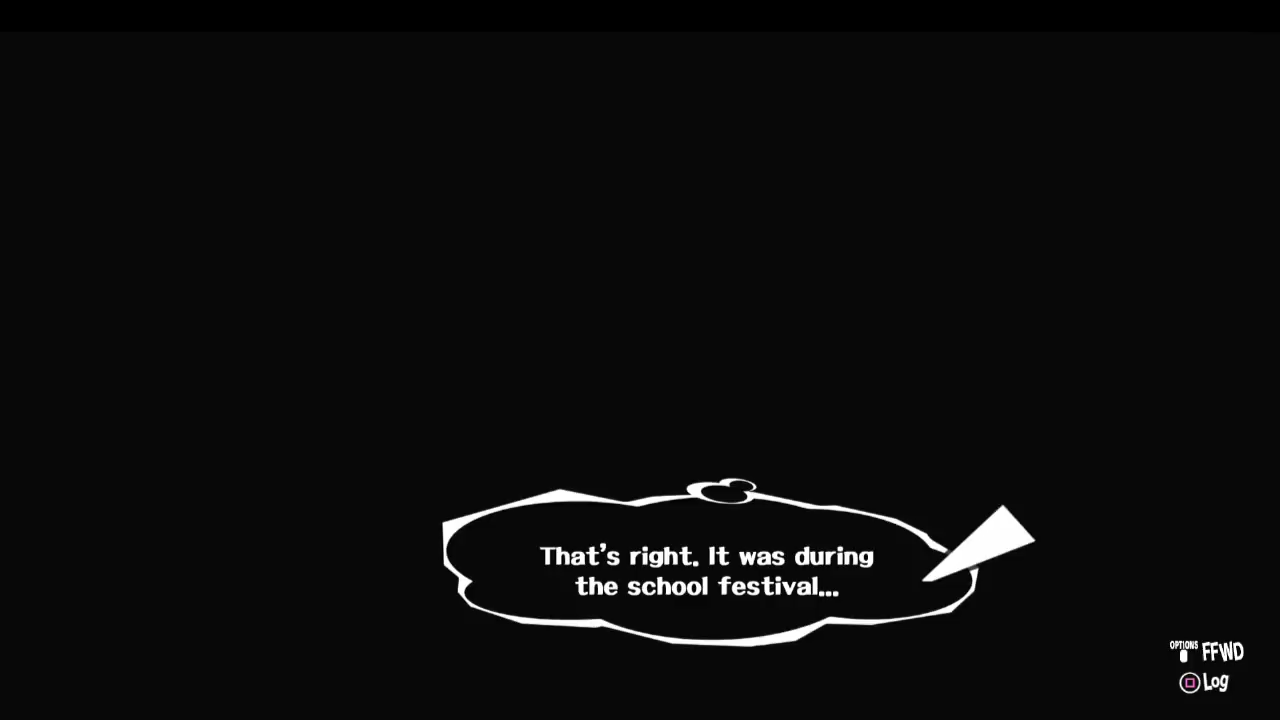 That's right. It was during
the school festival...
OPTIONS FFWD
Log